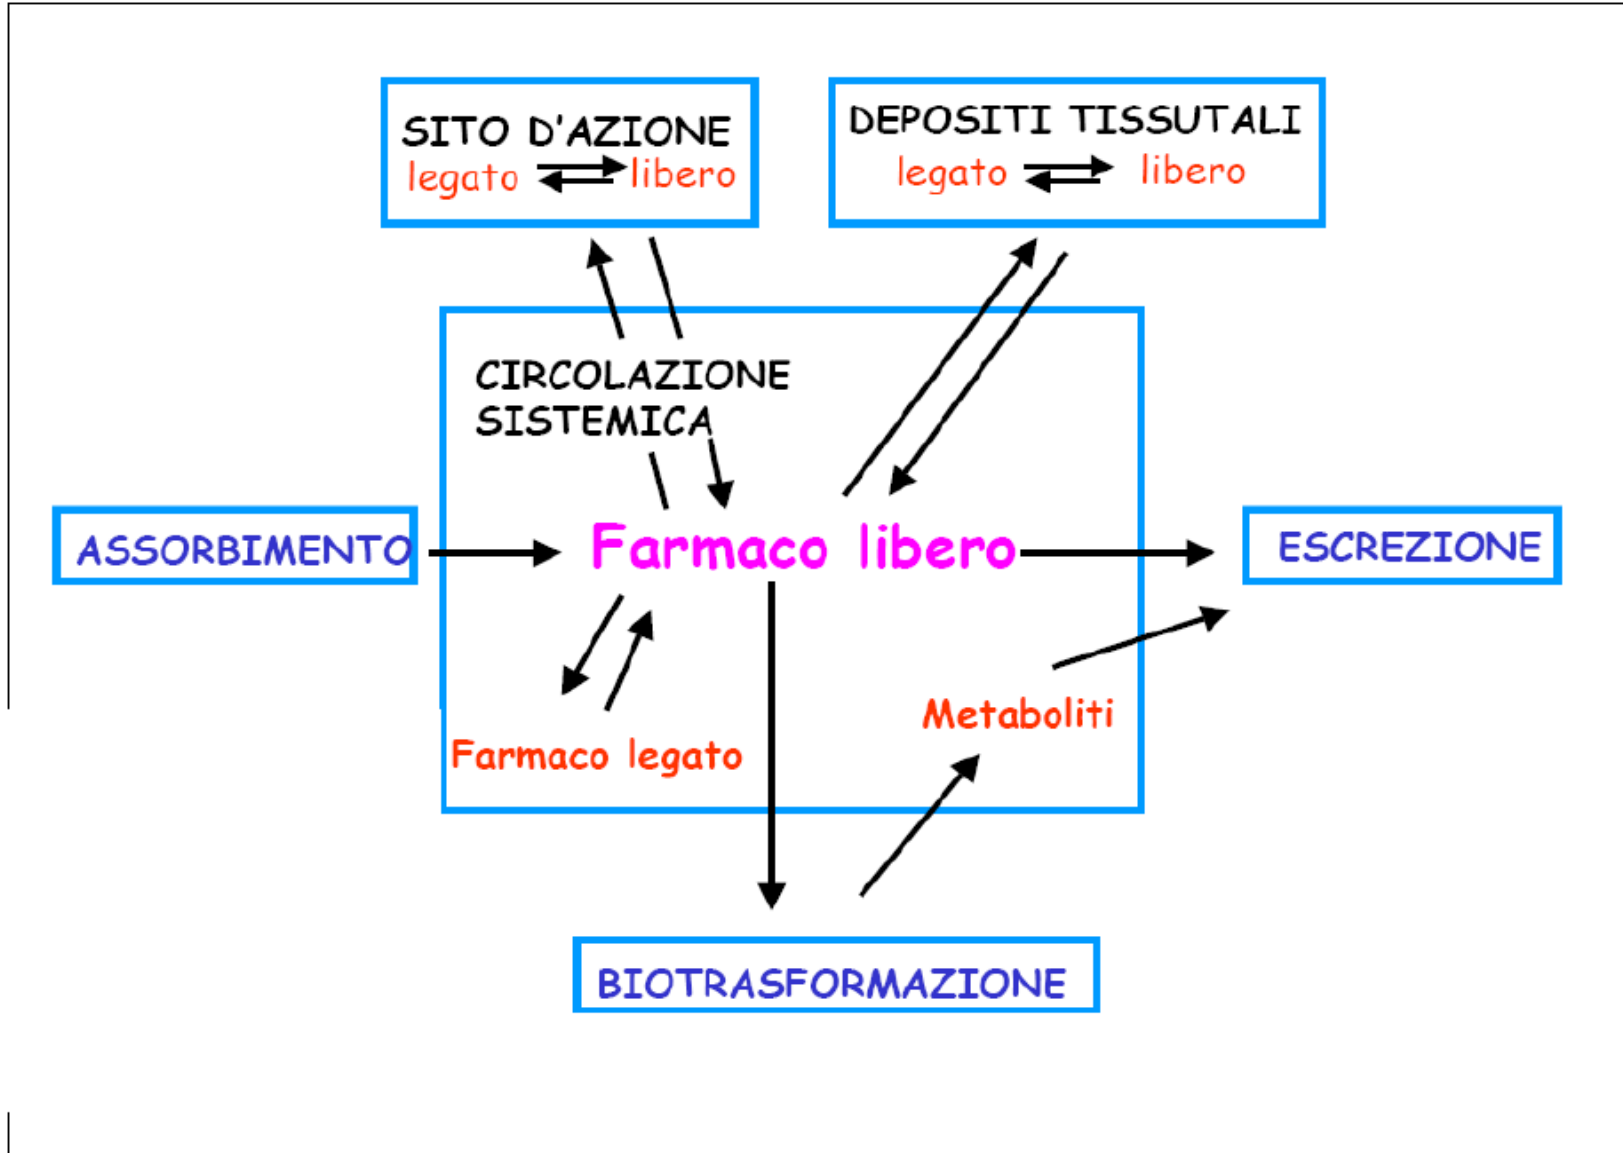 SITO D'AZIONE
legato libero
DEPOSITI TISSUTALI
legato libero
CIRCOLAZIONE
SISTEMICA
ASSORBIMENTO
Farmaco libero
ESCREZIONE
Metaboliti
Farmaco legato
BIOTRASFORMAZIONE